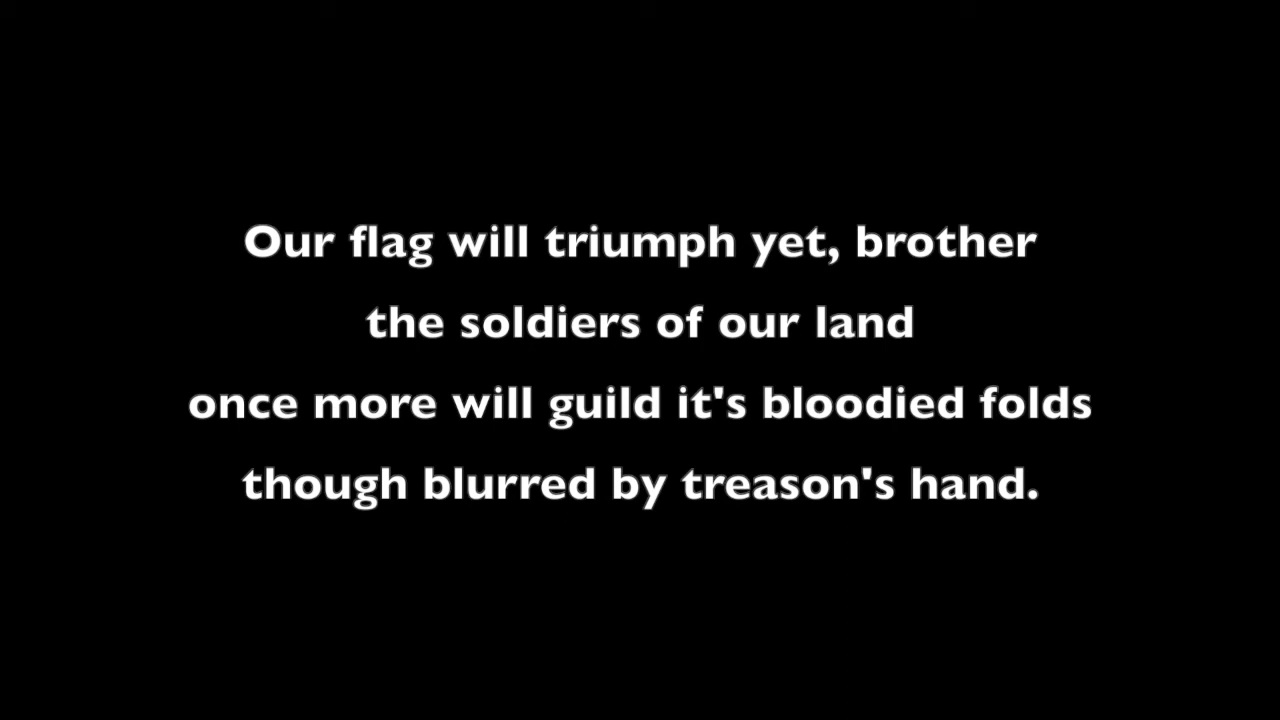 Our flag will triumph yet, brother
the soldiers of our land
once more will guild it's bloodied folds
though blurred by treason's hand.